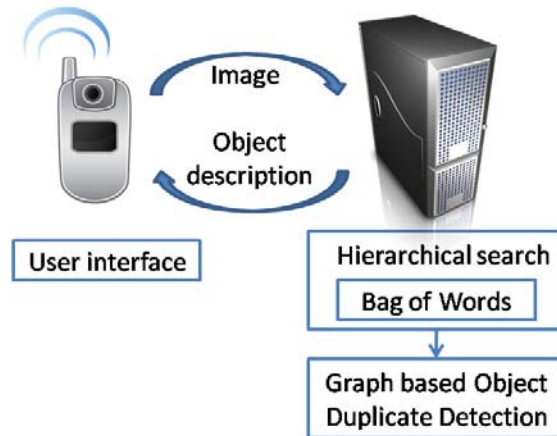 Image
Object
description
User interface
Hierarchical search
Bag of Words
Graph based Object
Duplicate Detection